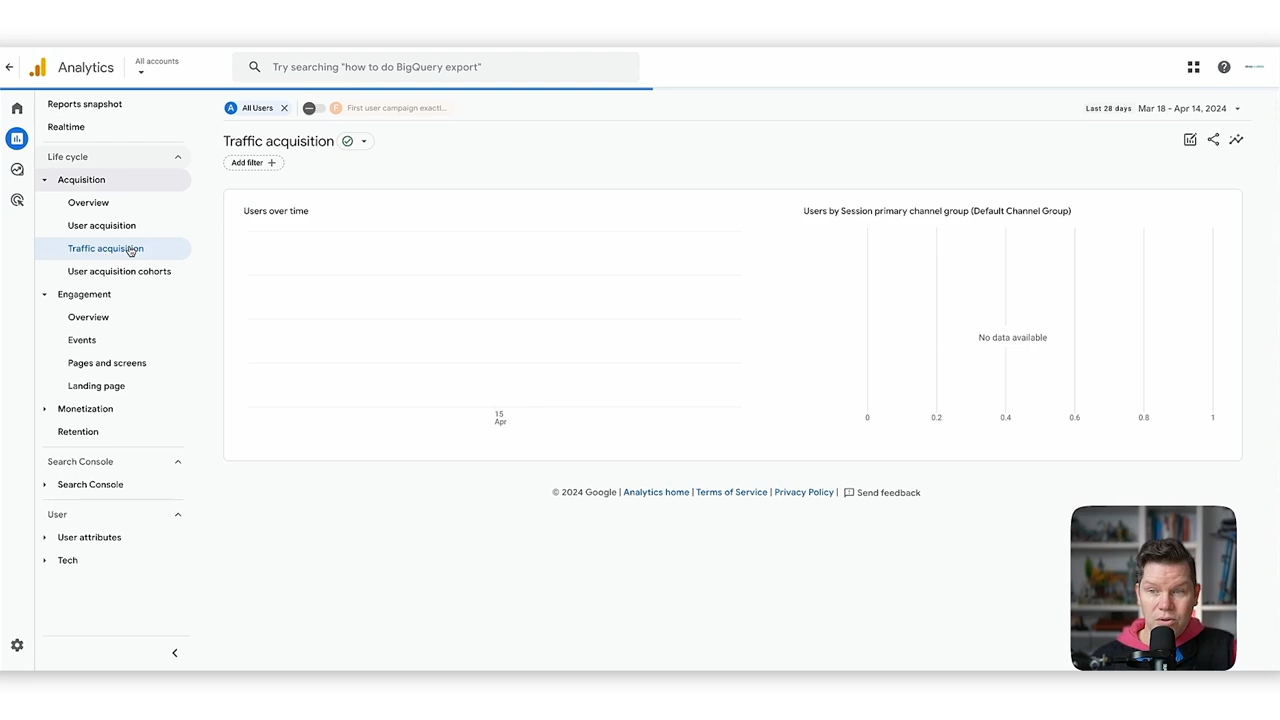 Analytics
All accounts
Try searching "how to do BigQuery export"
Reports snapshot
Realtime
Life cycle
Acquisition
Overview
User acquisition
Traffic acquisition
User acquisition cohorts
Engagement
Overview
Events
Pages and screens
Landing page
Monetization
Retention
Search Console
Search Console
User
User attributes
Tech
A All Users
F First user campaign exactl...
Last 28 days Mar 18 - Apr 14, 2024
Traffic acquisition
Add filter
Users over time
15
Apr
Users by Session primary channel group (Default Channel Group)
No data available
0 0.2 0.4 0.6 0.8 1
© 2024 Google | Analytics home | Terms of Service | Privacy Policy | Send feedback